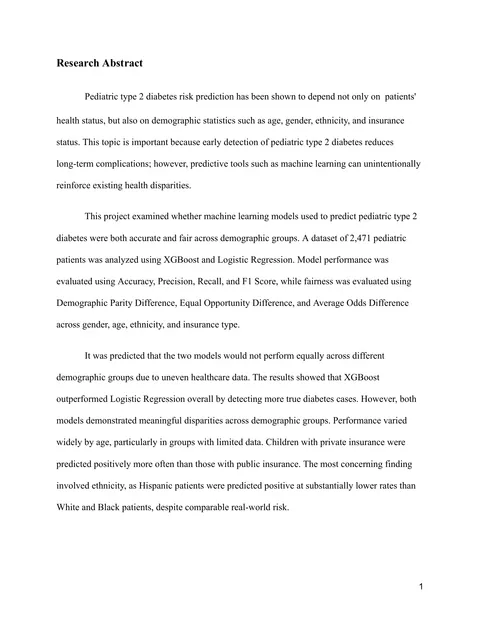 Research Abstract
Pediatric type 2 diabetes risk prediction has been shown to depend not only on  patients'
health status, but also on demographic statistics such as age, gender, ethnicity, and insurance
status. This topic is important because early detection of pediatric type 2 diabetes reduces
long-term complications; however, predictive tools such as machine learning can unintentionally
reinforce existing health disparities.
This project examined whether machine learning models used to predict pediatric type 2
diabetes were both accurate and fair across demographic groups. A dataset of 2,471 pediatric
patients was analyzed using XGBoost and Logistic Regression. Model performance was
evaluated using Accuracy, Precision, Recall, and F1 Score, while fairness was evaluated using
Demographic Parity Difference, Equal Opportunity Difference, and Average Odds Difference
across gender, age, ethnicity, and insurance type.
It was predicted that the two models would not perform equally across different
demographic groups due to uneven healthcare data. The results showed that XGBoost
outperformed Logistic Regression overall by detecting more true diabetes cases. However, both
models demonstrated meaningful disparities across demographic groups. Performance varied
widely by age, particularly in groups with limited data. Children with private insurance were
predicted positively more often than those with public insurance. The most concerning finding
involved ethnicity, as Hispanic patients were predicted positive at substantially lower rates than
White and Black patients, despite comparable real-world risk.
1